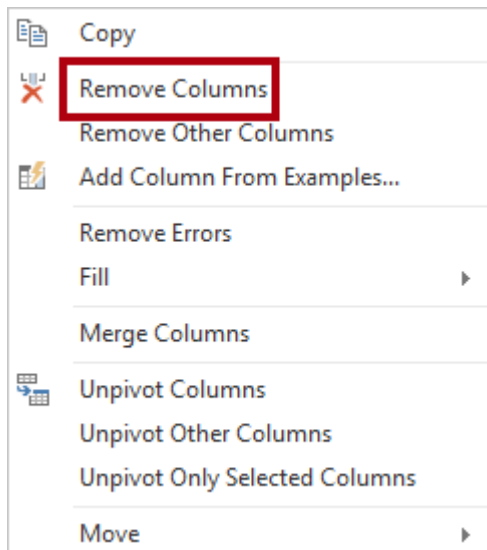 Copy
Remove Columns
Remove Other Columns
Add Column From Examples...
Remove Errors
Fill
Merge Columns
Unpivot Columns
Unpivot Other Columns
Unpivot Only Selected Columns
Move